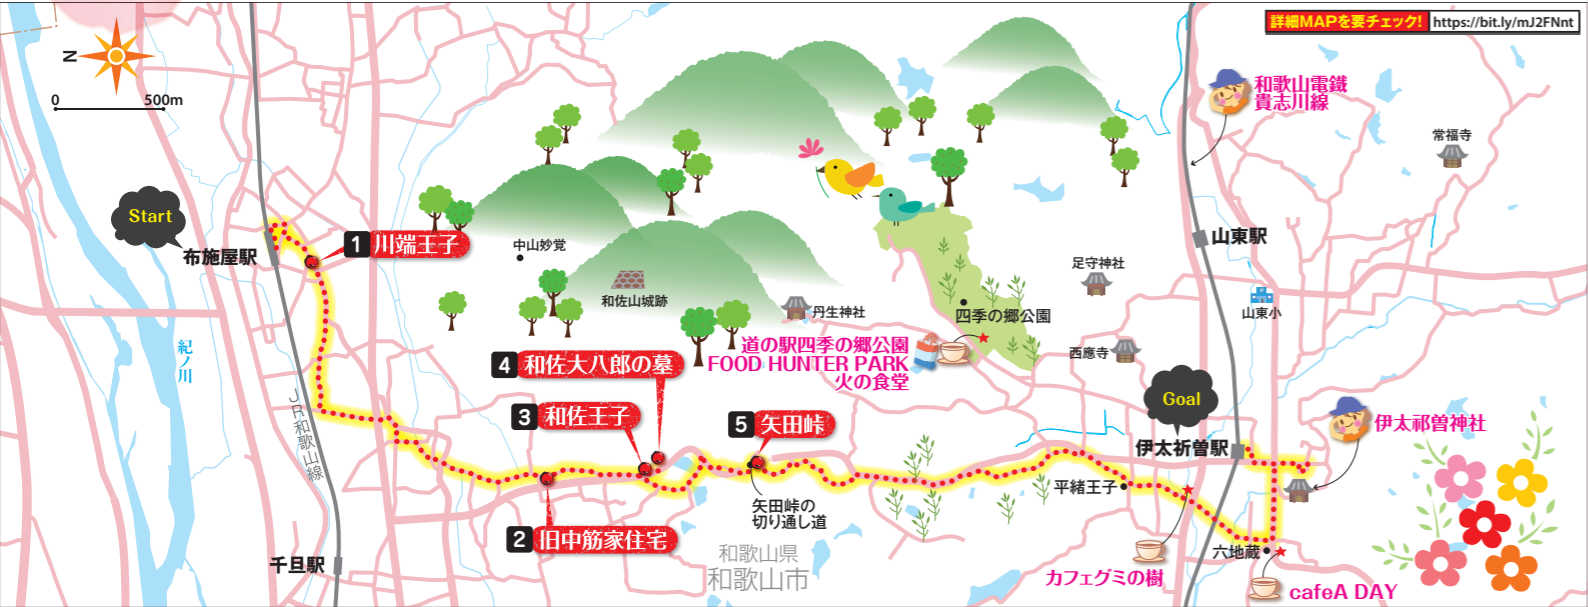 詳細MAPを要チェック!
https://bit.ly/mJ2FNnt
N
0 500m
Start
布施屋駅
1 川端王子
紀ノ川
JR和歌山線
千旦駅
中山妙覚
和佐山城跡
丹生神社
4 和佐大八郎の墓
3 和佐王子
2 旧中筋家住宅
5 矢田峠
矢田峠の
切り通し道
和歌山県
和歌山市
道の駅四季の郷公園
FOOD HUNTER PARK
火の食堂
四季の郷公園
足守神社
西應寺
和歌山電鐵
貴志川線
常福寺
山東駅
山東小
Goal
伊太祈曽駅
伊太祁曽神社
平緒王子
カフェグミの樹
六地蔵
cafeA DAY